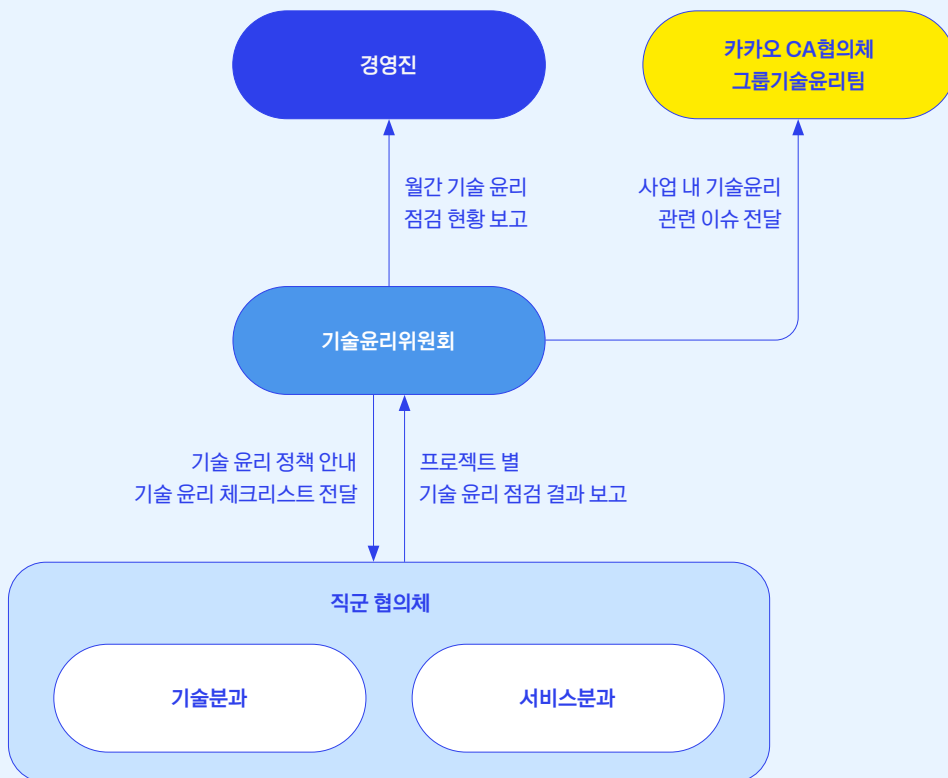 경영진
카카오 CA협의체
그룹기술윤리팀
월간 기술 윤리
점검 현황 보고
사업 내 기술윤리
관련 이슈 전달
기술윤리위원회
기술 윤리 정책 안내
기술 윤리 체크리스트 전달
프로젝트 별
기술 윤리 점검 결과 보고
직군 협의체
기술분과
서비스분과